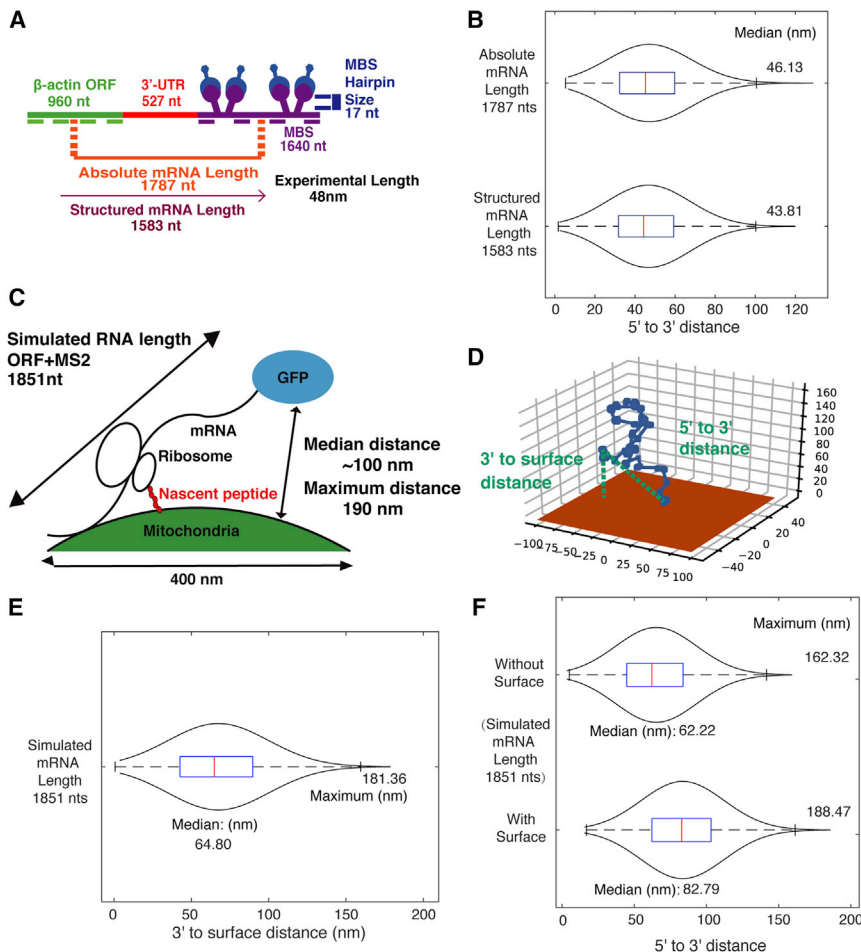 A
β-actin ORF
960 nt
3'-UTR
527 nt
MBS
Hairpin
Size
17 nt
MBS
1640 nt
Absolute mRNA Length
1787 nt
Experimental Length
48nm
Structured mRNA Length
1583 nt
B
Median (nm)
Absolute
mRNA
Length
1787 nts
46.13
Structured
mRNA
Length
1583 nts
43.81
0 20 40 60 80 100 120
5' to 3' distance
C
Simulated RNA length
ORF+MS2
1851nt
GFP
mRNA
Ribosome
Nascent peptide
Median distance
~100 nm
Maximum distance
190 nm
Mitochondria
400 nm
D
3' to surface
distance
5' to 3'
distance
160
140
120
100
80
60
40
20
0
−100 −75 −50 −25 0 25 50 75 100
−40 −20 0 20 40
E
Simulated
mRNA
Length
1851 nts
181.36
Maximum (nm)
Median: (nm)
64.80
0 50 100 150 200
3' to surface distance (nm)
F
Maximum (nm)
Without
Surface
162.32
Median (nm): 62.22
(Simulated
mRNA
Length
1851 nts)
With
Surface
188.47
Median (nm): 82.79
0 50 100 150 200
5' to 3' distance